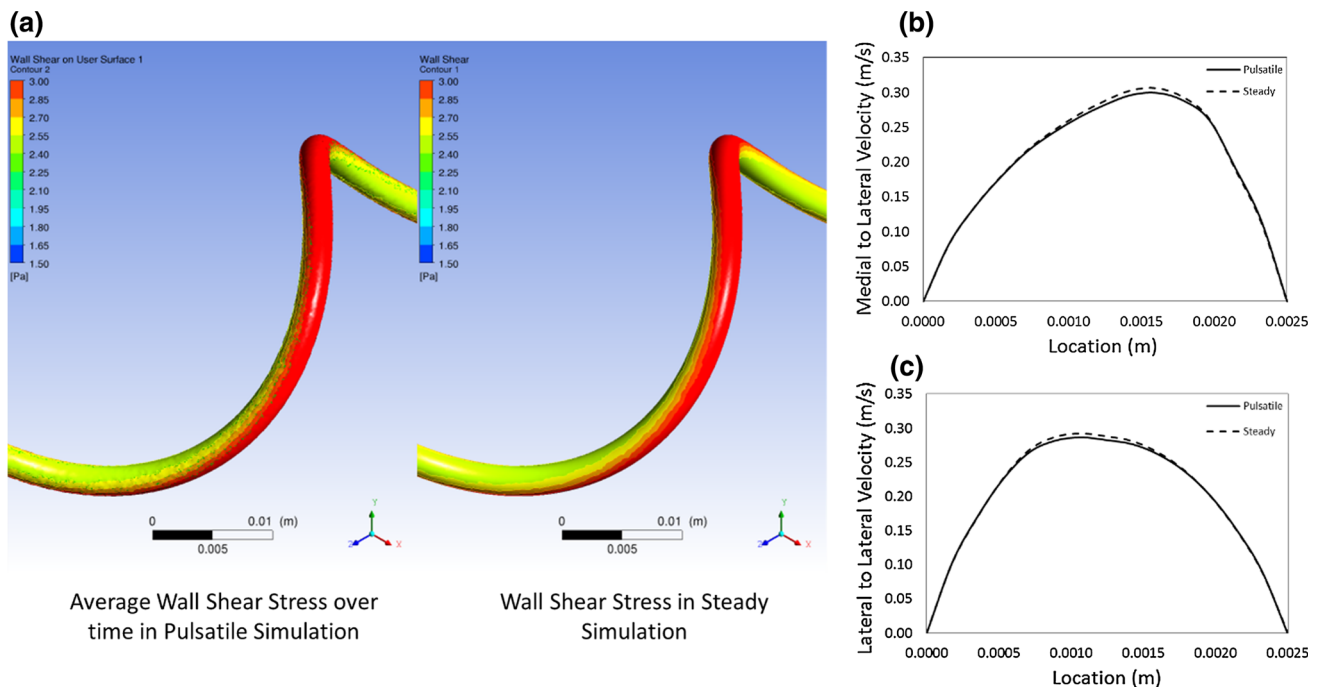 (a)
Wall Shear on User Surface 1
Contour 2
3.00
2.85
2.70
2.55
2.40
2.25
2.10
1.95
1.80
1.65
1.50
[Pa]
0
0.01
(m)
0.005
Y
Z
X
Average Wall Shear Stress over
time in Pulsatile Simulation
Wall Shear
Contour 1
3.00
2.85
2.70
2.55
2.40
2.25
2.10
1.95
1.80
1.65
1.50
[Pa]
0
0.01
(m)
0.005
Y
Z
X
Wall Shear Stress in Steady
Simulation
(b)
Medial to Lateral Velocity (m/s)
0.35
0.30
0.25
0.20
0.15
0.10
0.05
0.00
Pulsatile
Steady
0.0000 0.0005 0.0010 0.0015 0.0020 0.0025
Location (m)
(c)
Lateral to Lateral Velocity (m/s)
0.35
0.30
0.25
0.20
0.15
0.10
0.05
0.00
Pulsatile
Steady
0.0000 0.0005 0.0010 0.0015 0.0020 0.0025
Location (m)